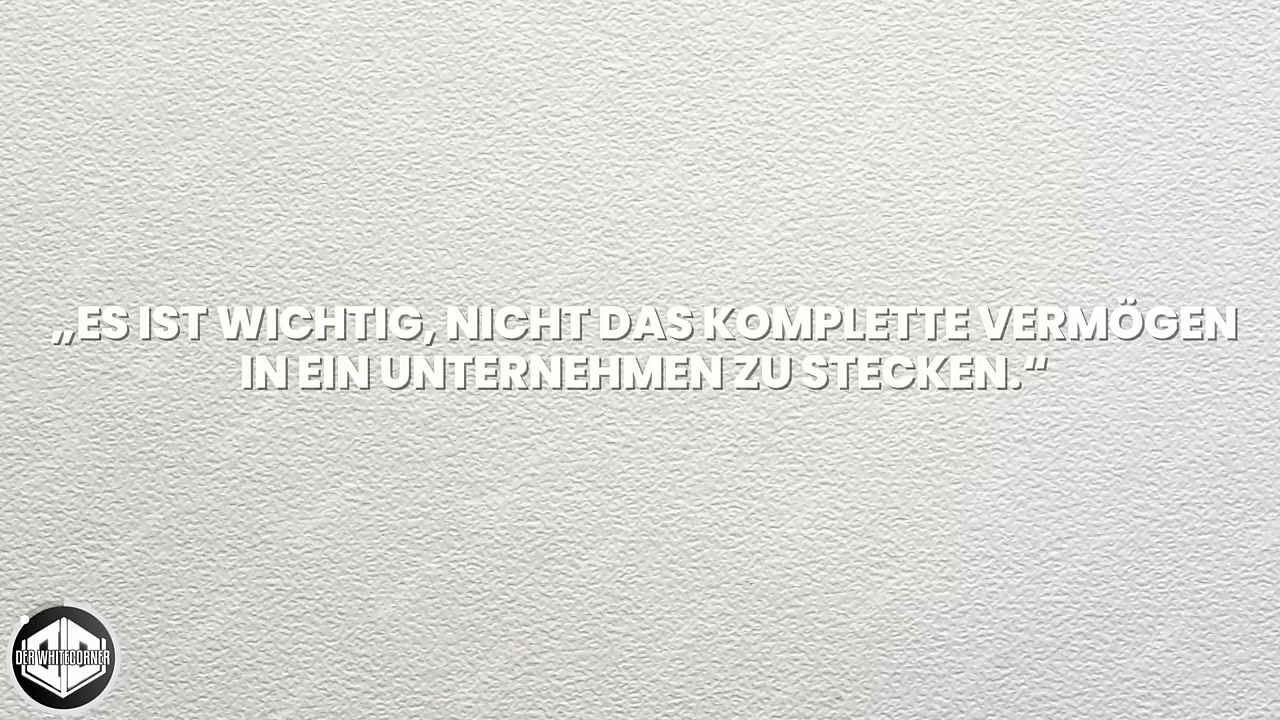 „ES IST WICHTIG, NICHT DAS KOMPLETTE VERMÖGEN
IN EIN UNTERNEHMEN ZU STECKEN.“
DER WHITECORNER